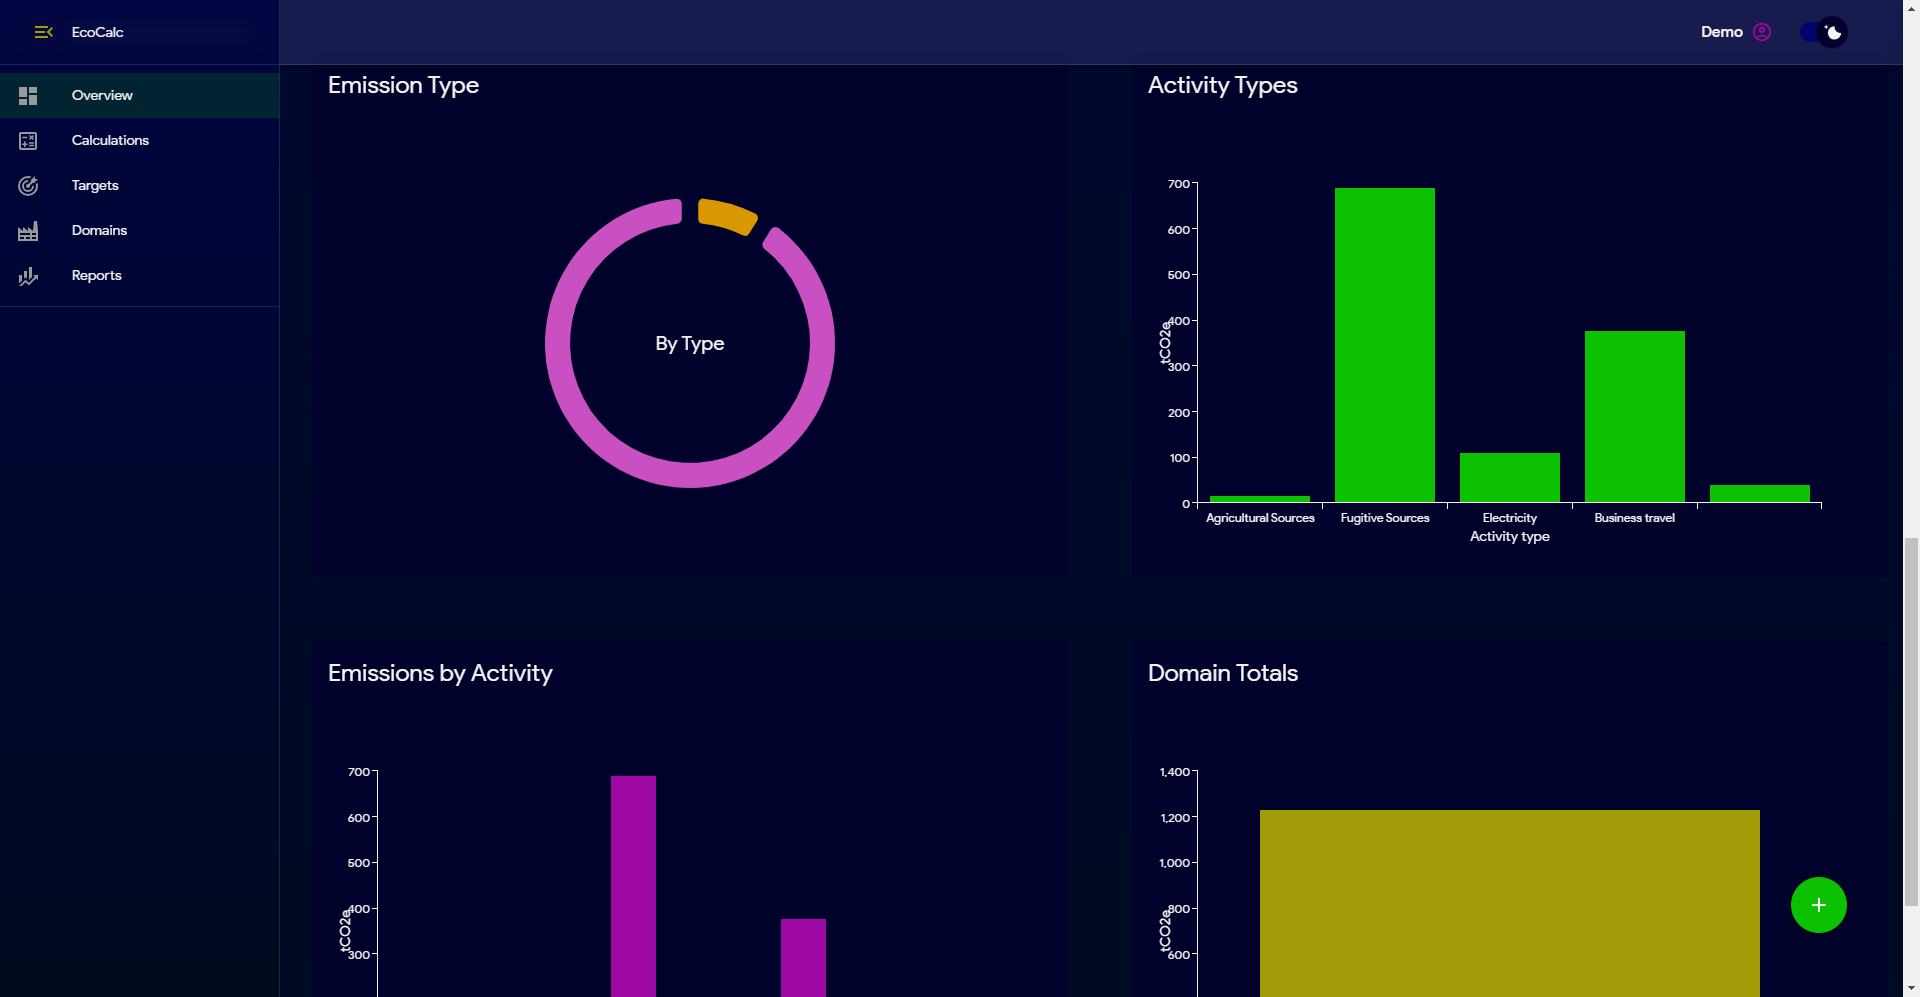 EcoCalc
Demo
Overview
Calculations
Targets
Domains
Reports
Emission Type
By Type
Activity Types
700
600
500
400
300
200
100
0
tCO2e
Agricultural Sources
Fugitive Sources
Electricity
Business travel
Activity type
Emissions by Activity
700
600
500
400
300
tCO2e
Domain Totals
1,400
1,200
1,000
800
600
tCO2e